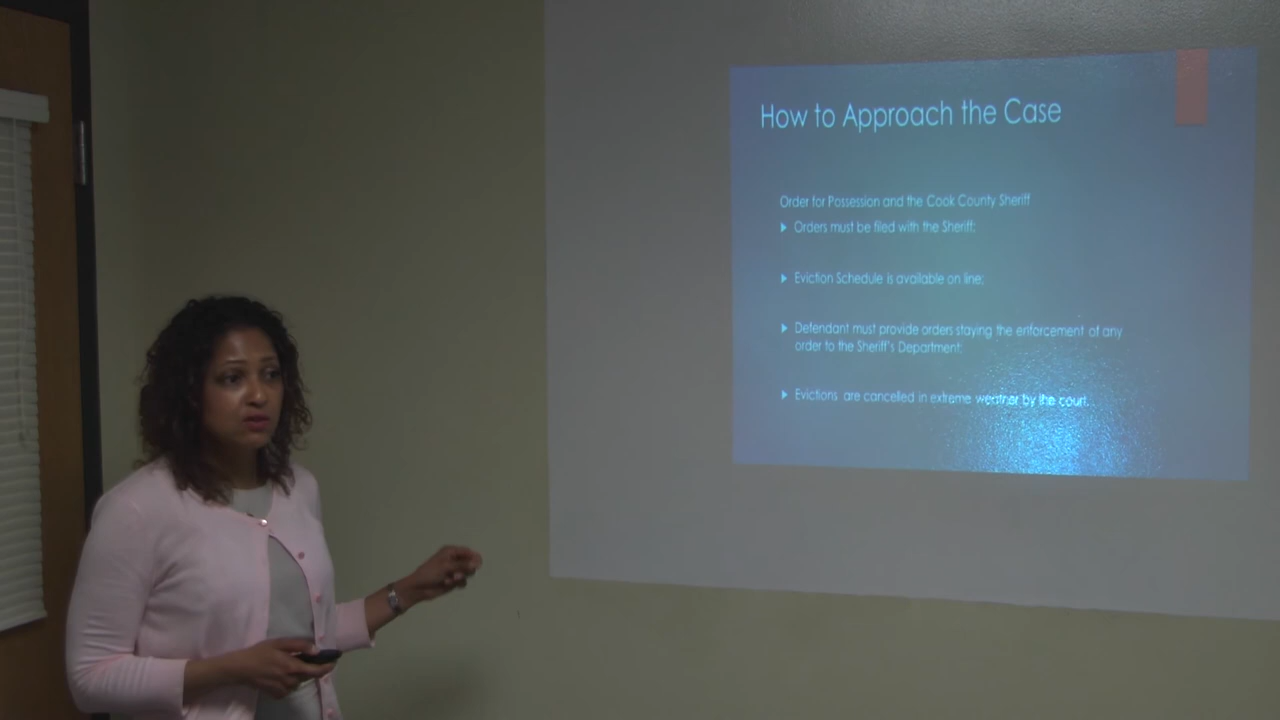 How to Approach the Case
Order for Possession and the Cook County Sheriff
Orders must be filed with the Sheriff;
Eviction Schedule is available on line;
Defendant must provide orders staying the enforcement of any
order to the Sheriff's Department;
Evictions are cancelled in extreme weather by the court.